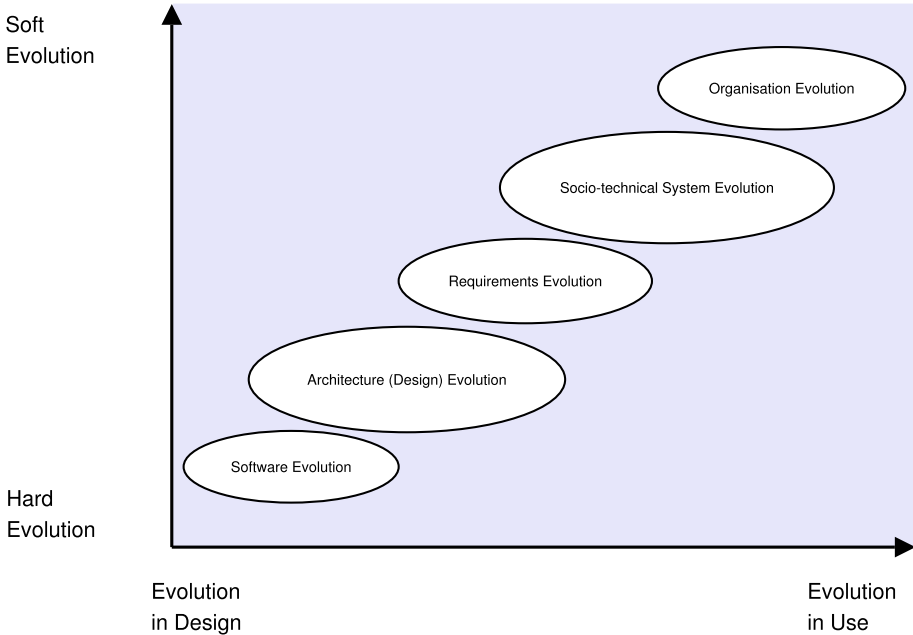 Soft
Evolution
Organisation Evolution
Socio-technical System Evolution
Requirements Evolution
Architecture (Design) Evolution
Software Evolution
Hard
Evolution
Evolution
in Design
Evolution
in Use